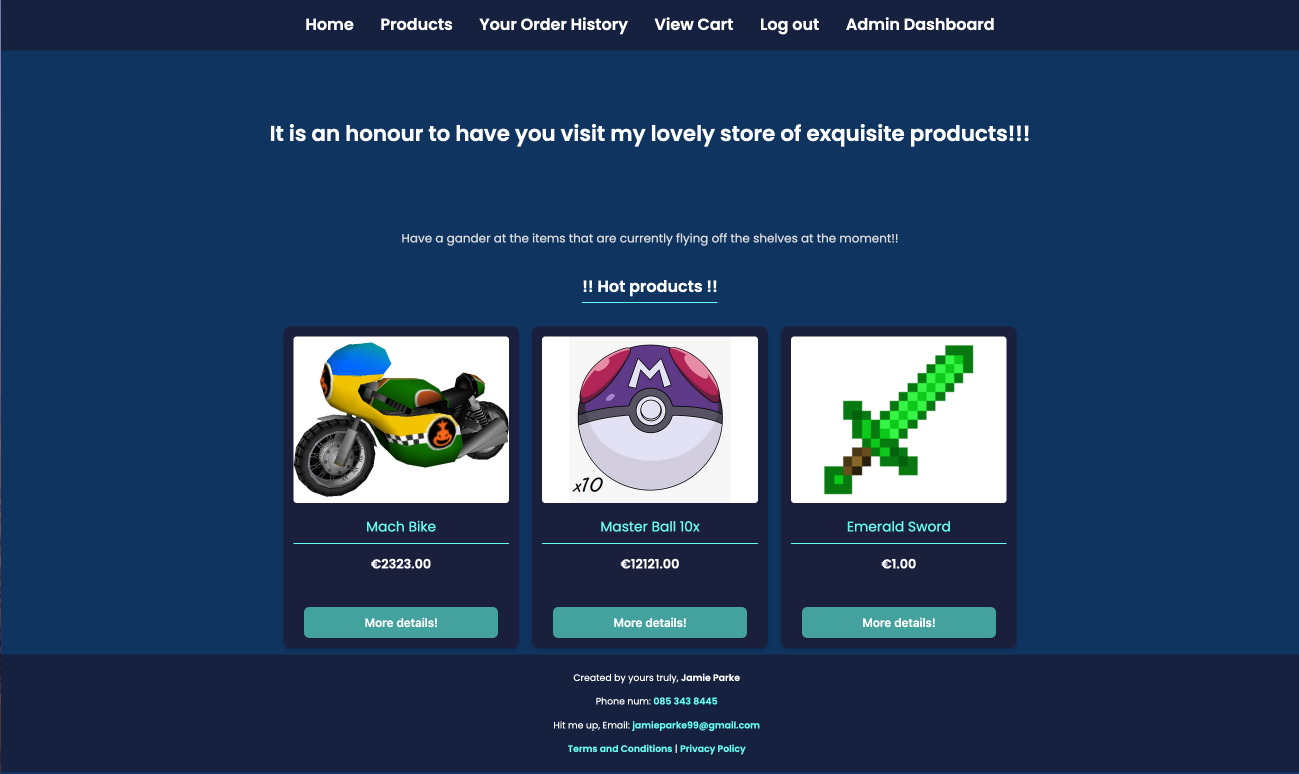 Home Products Your Order History View Cart Log out Admin Dashboard
It is an honour to have you visit my lovely store of exquisite products!!!
Have a gander at the items that are currently flying off the shelves at the moment!!
!! Hot products !!
M
x10
Mach Bike
€2323.00
More details!
Master Ball 10x
€12121.00
More details!
Emerald Sword
€1.00
More details!
Created by yours truly, Jamie Parke
Phone num: 085 343 8445
Hit me up, Email: jamieparke99@gmail.com
Terms and Conditions | Privacy Policy